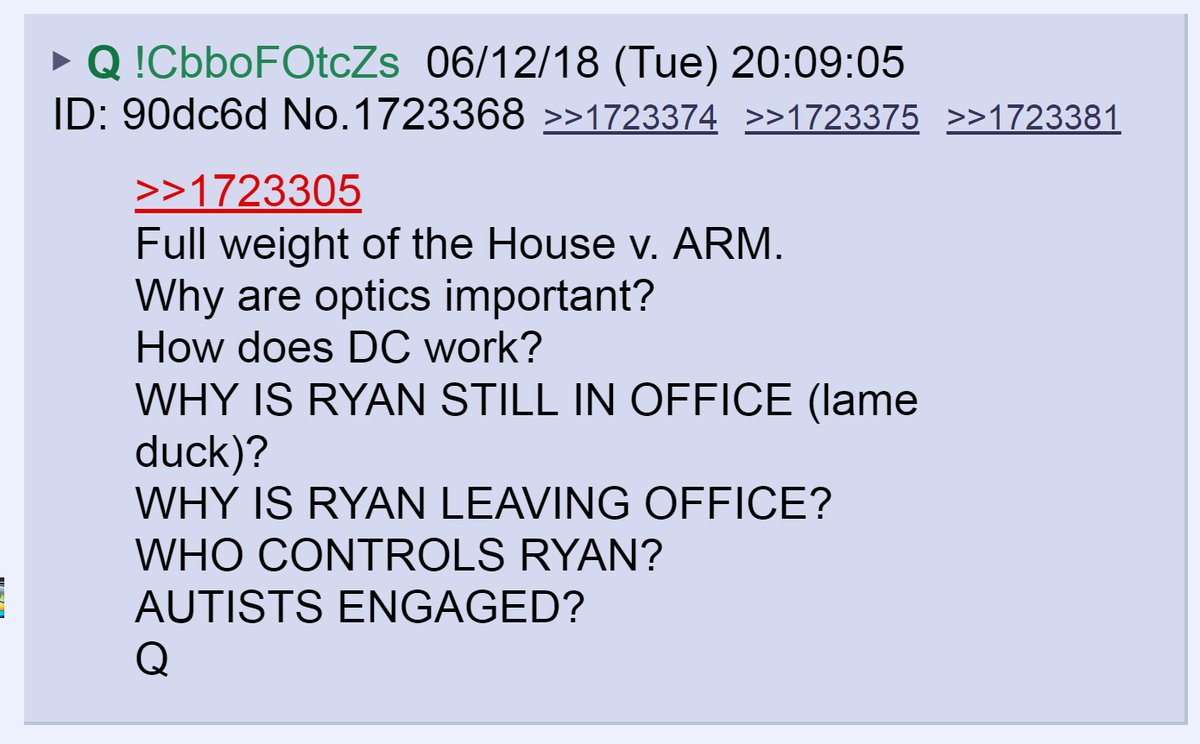 ▶ Q !CbboFOtcZs 06/12/18 (Tue) 20:09:05
ID: 90dc6d No.1723368 >>1723374 >>1723375 >>1723381
>>1723305
Full weight of the House v. ARM.
Why are optics important?
How does DC work?
WHY IS RYAN STILL IN OFFICE (lame
duck)?
WHY IS RYAN LEAVING OFFICE?
WHO CONTROLS RYAN?
AUTISTS ENGAGED?
Q